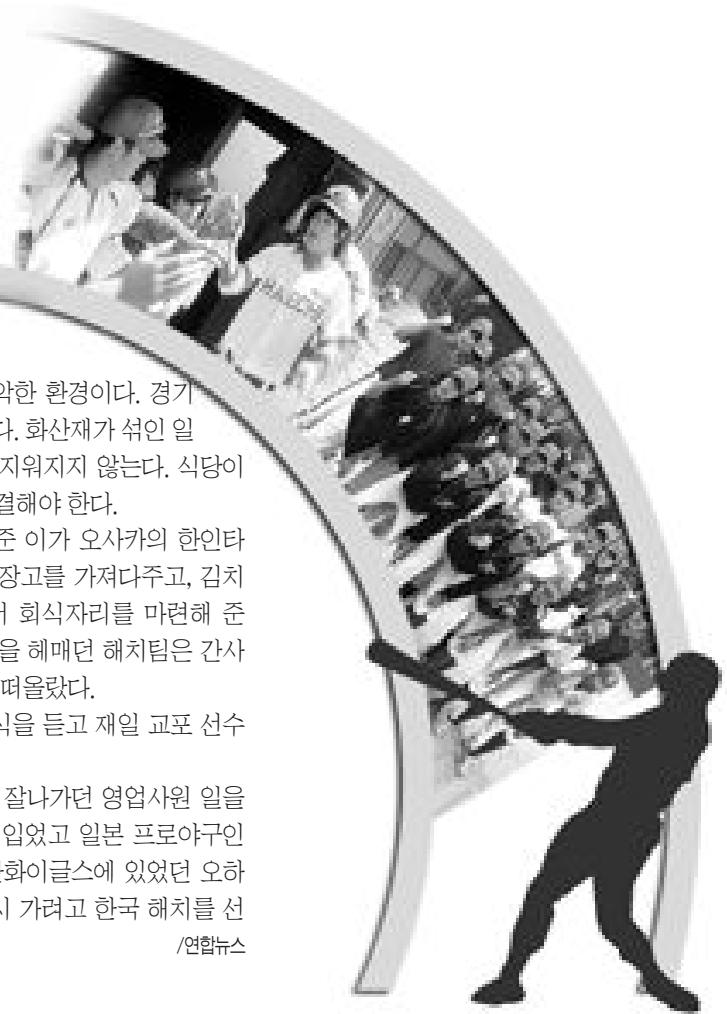 HAECHI
악한 환경이다. 경기
다. 화산재가 섞인 일
지워지지 않는다. 식당이
결해야 한다.
준 이가 오사카의 한인타
장고를 가져다주고, 김치
서 회식자리를 마련해 준
을 헤매던 해치팀은 간사
떠올랐다.
식을 듣고 재일 교포 선수
잘나가던 영업사원 일을
입었고 일본 프로야구인
화이글스에 있었던 오하
시 가려고 한국 해치를 선
/연합뉴스